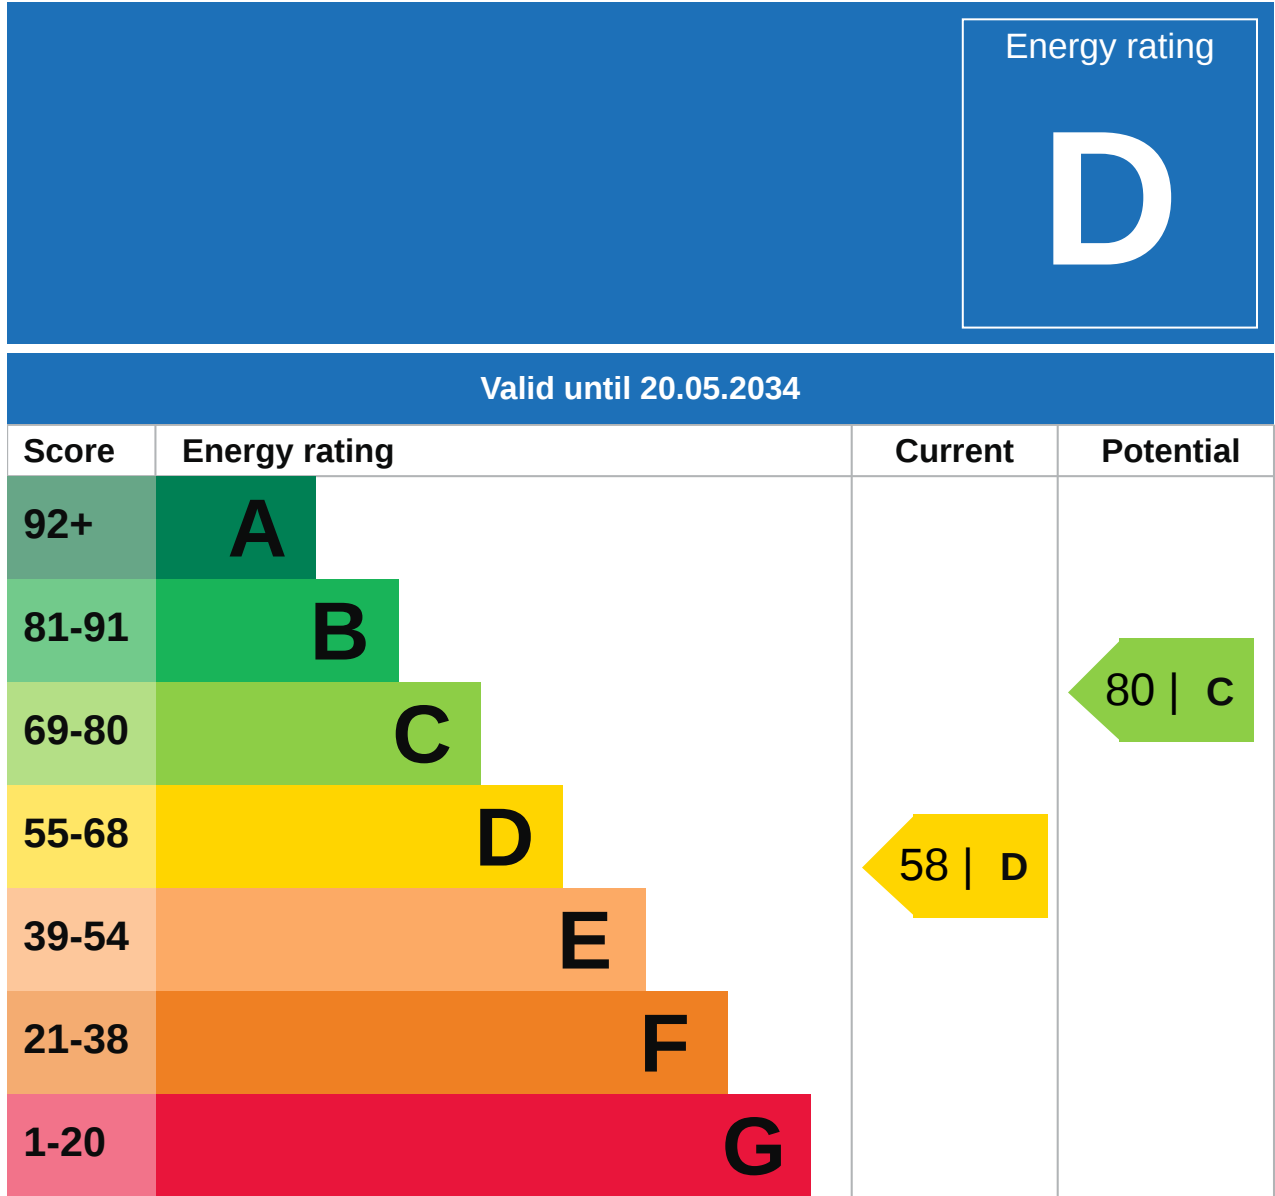 Energy rating
D
Valid until 20.05.2034
Score Energy rating Current Potential
92+ A
81-91 B
69-80 C 80 | C
55-68 D 58 | D
39-54 E
21-38 F
1-20 G